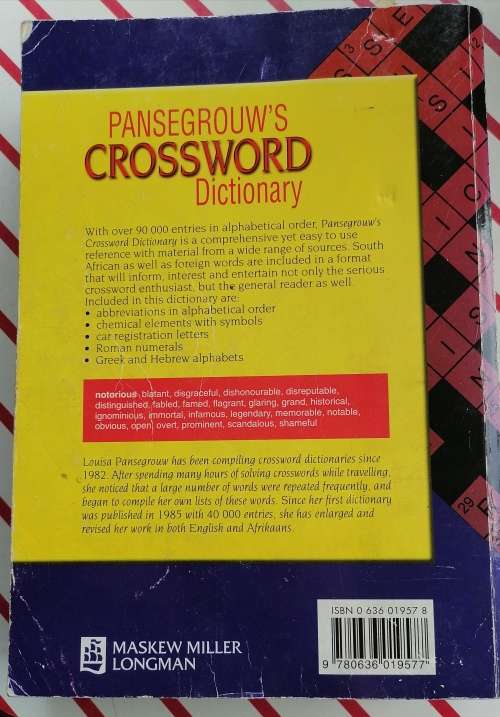 PANSEGROUW'S
CROSSWORD
Dictionary
With over 90 000 entries in alphabetical order, Pansegrouw's
Crossword Dictionary is a comprehensive yet easy to use
reference with material from a wide range of sources. South
African as well as foreign words are included in a format
that will inform, interest and entertain not only the serious
crossword enthusiast, but the general reader as well.
Included in this dictionary are:
• abbreviations in alphabetical order
• chemical elements with symbols
• car registration letters
• Roman numerals
• Greek and Hebrew alphabets
notorious blatant, disgraceful, dishonourable, disreputable,
distinguished, fabled, famed, flagrant, glaring, grand, historical,
ignominious, immortal, infamous, legendary, memorable, notable,
obvious, open, overt, prominent, scandalous, shameful
Louisa Pansegrouw has been compiling crossword dictionaries since
1982. After spending many hours of solving crosswords while travelling,
she noticed that a large number of words were repeated frequently, and
began to compile her own lists of these words. Since her first dictionary
was published in 1985 with 40 000 entries, she has enlarged and
revised her work in both English and Afrikaans.
29
ISBN 0 636 01957 8
9 780636 019577
MASKEW MILLER
LONGMAN